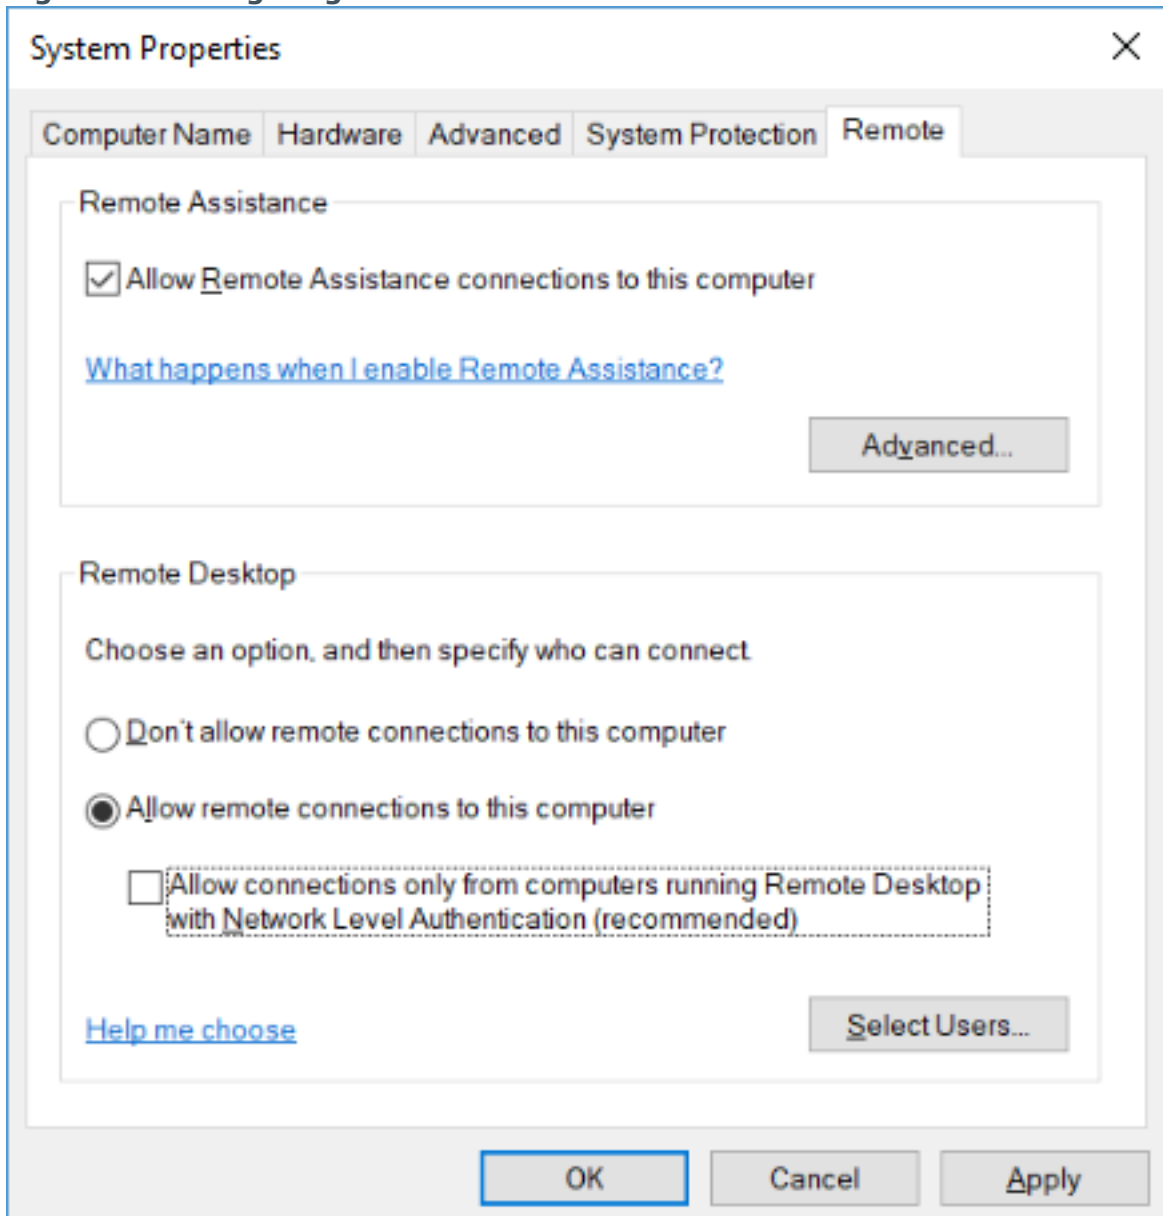 System Properties
Computer Name
Hardware
Advanced
System Protection
Remote
Remote Assistance
Allow Remote Assistance connections to this computer
What happens when I enable Remote Assistance?
Advanced...
Remote Desktop
Choose an option, and then specify who can connect.
Don't allow remote connections to this computer
Allow remote connections to this computer
Allow connections only from computers running Remote Desktop
with Network Level Authentication (recommended)
Help me choose
Select Users...
OK
Cancel
Apply